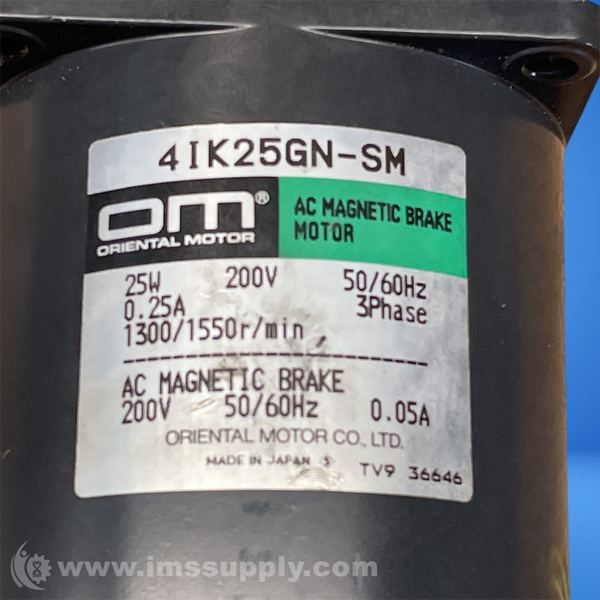 4IK25GN-SM
om®
ORIENTAL MOTOR
AC MAGNETIC BRAKE
MOTOR
25W 200V 50/60Hz
0.25A 3Phase
1300/1550r/min,
AC MAGNETIC BRAKE
200V 50/60Hz 0.05A
ORIENTAL MOTOR CO., LTD.
MADE IN JAPAN S TV9 36646
www.imssupply.com/